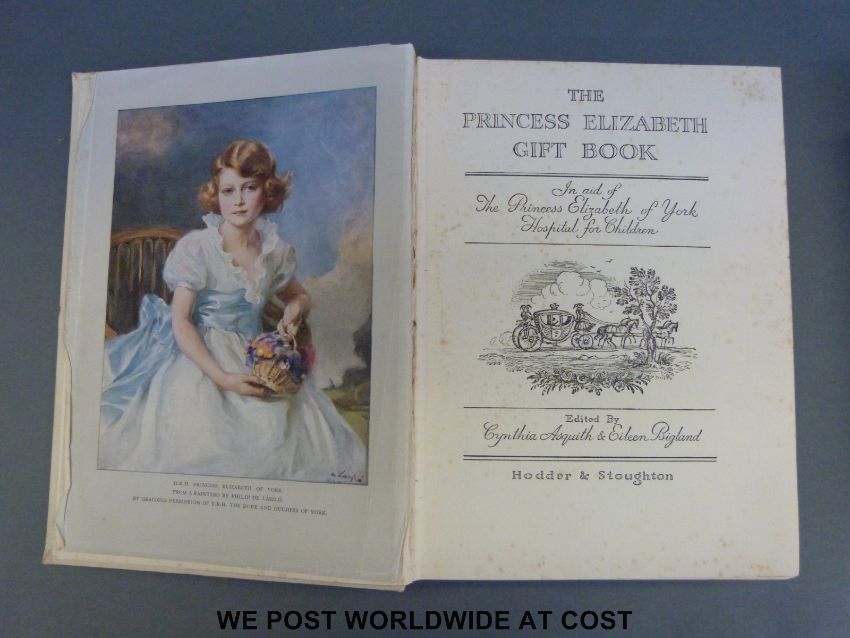 H.R.H. PRINCESS ELIZABETH OF YORK.
FROM A PAINTING BY PHILIP DE LÁSZLÓ.
BY GRACIOUS PERMISSION OF T.R.H. THE DUKE AND DUCHESS OF YORK.
THE
PRINCESS ELIZABETH
GIFT BOOK
In aid of
The Princess Elizabeth of York
Hospital for Children
Edited By
Cynthia Asquith & Eileen Bigland
Hodder & Stoughton
WE POST WORLDWIDE AT COST